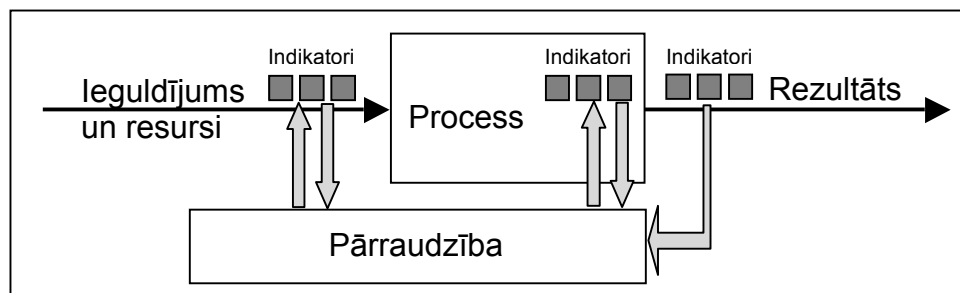 Indikatori
Indikatori
Indikatori
Ieguldījums
un resursi
Process
Rezultāts
Pārraudzība